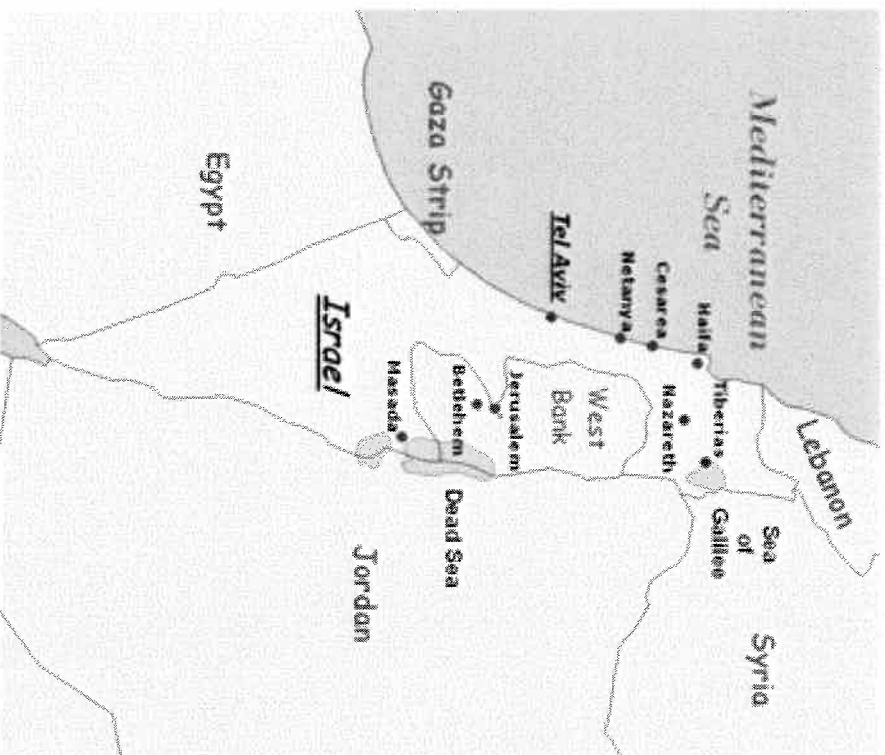 Lebanon
Mediterranean
Sea
Syria
Sea
of
Galilee
Tiberias
Haifa
Nazareth
Cesarea
Netanya
West
Bank
Tel Aviv
Jerusalem
Betlehem
Dead Sea
Gaza Strip
Masada
Jordan
Israel
Egypt